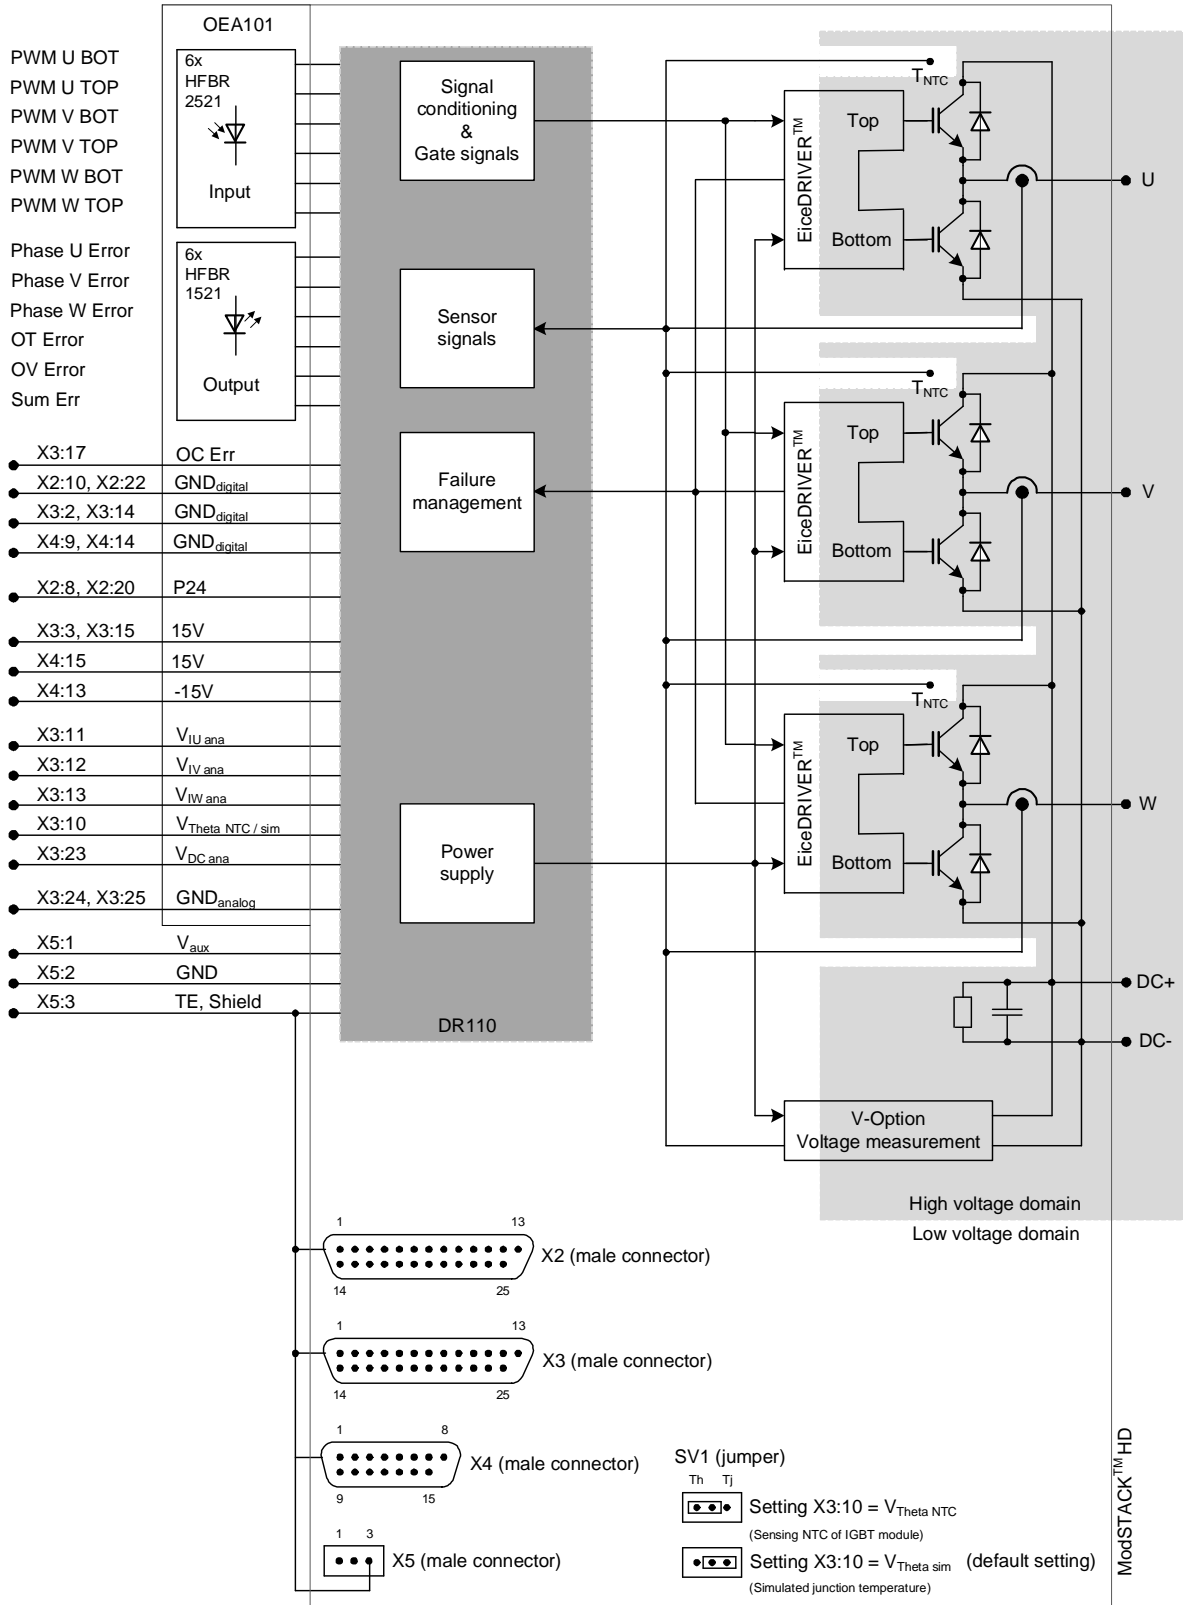 OEA101
PWM U BOT
PWM U TOP
PWM V BOT
PWM V TOP
PWM W BOT
PWM W TOP
6x
HFBR
2521
Input
Phase U Error
Phase V Error
Phase W Error
OT Error
OV Error
Sum Err
6x
HFBR
1521
Output
X3:17 OC Err
X2:10, X2:22 GNDdigital
X3:2, X3:14 GNDdigital
X4:9, X4:14 GNDdigital
X2:8, X2:20 P24
X3:3, X3:15 15V
X4:15 15V
X4:13 -15V
X3:11 VIU ana
X3:12 VIV ana
X3:13 VIW ana
X3:10 VTheta NTC / sim
X3:23 VDC ana
X3:24, X3:25 GNDanalog
X5:1 Vaux
X5:2 GND
X5:3 TE, Shield
Signal
conditioning
&
Gate signals
Sensor
signals
Failure
management
Power
supply
DR110
TNTC
EiceDRIVER™
Top
Bottom
U
TNTC
EiceDRIVER™
Top
Bottom
V
TNTC
EiceDRIVER™
Top
Bottom
W
DC+
DC-
V-Option
Voltage measurement
High voltage domain
Low voltage domain
1 13
X2 (male connector)
14 25
1 13
X3 (male connector)
14 25
1 8
X4 (male connector)
9 15
1 3
X5 (male connector)
SV1 (jumper)
Th Tj
Setting X3:10 = VTheta NTC
(Sensing NTC of IGBT module)
Setting X3:10 = VTheta sim (default setting)
(Simulated junction temperature)
ModSTACK™ HD